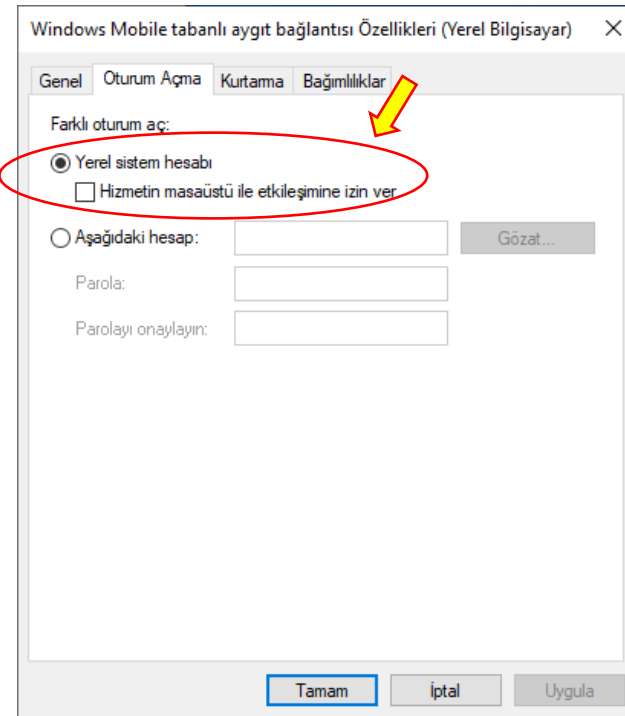 Windows Mobile tabanlı aygıt bağlantısı Özellikleri (Yerel Bilgisayar)
Genel Oturum Açma Kurtarma Bağımlılıklar
Farklı oturum aç:
Yerel sistem hesabı
Hizmetin masaüstü ile etkileşimine izin ver
Aşağıdaki hesap: Gözat...
Parola:
Parolayı onaylayın:
Tamam İptal Uygula